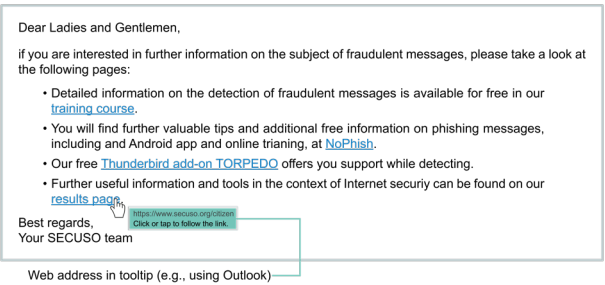 Dear Ladies and Gentlemen,
if you are interested in further information on the subject of fraudulent messages, please take a look at
the following pages:
• Detailed information on the detection of fraudulent messages is available for free in our
training course.
• You will find further valuable tips and additional free information on phishing messages,
including and Android app and online trianing, at NoPhish.
• Our free Thunderbird add-on TORPEDO offers you support while detecting.
• Further useful information and tools in the context of Internet securiy can be found on our
results page.
https://www.secuso.org/citizen
Click or tap to follow the link.
Best regards,
Your SECUSO team
Web address in tooltip (e.g., using Outlook)